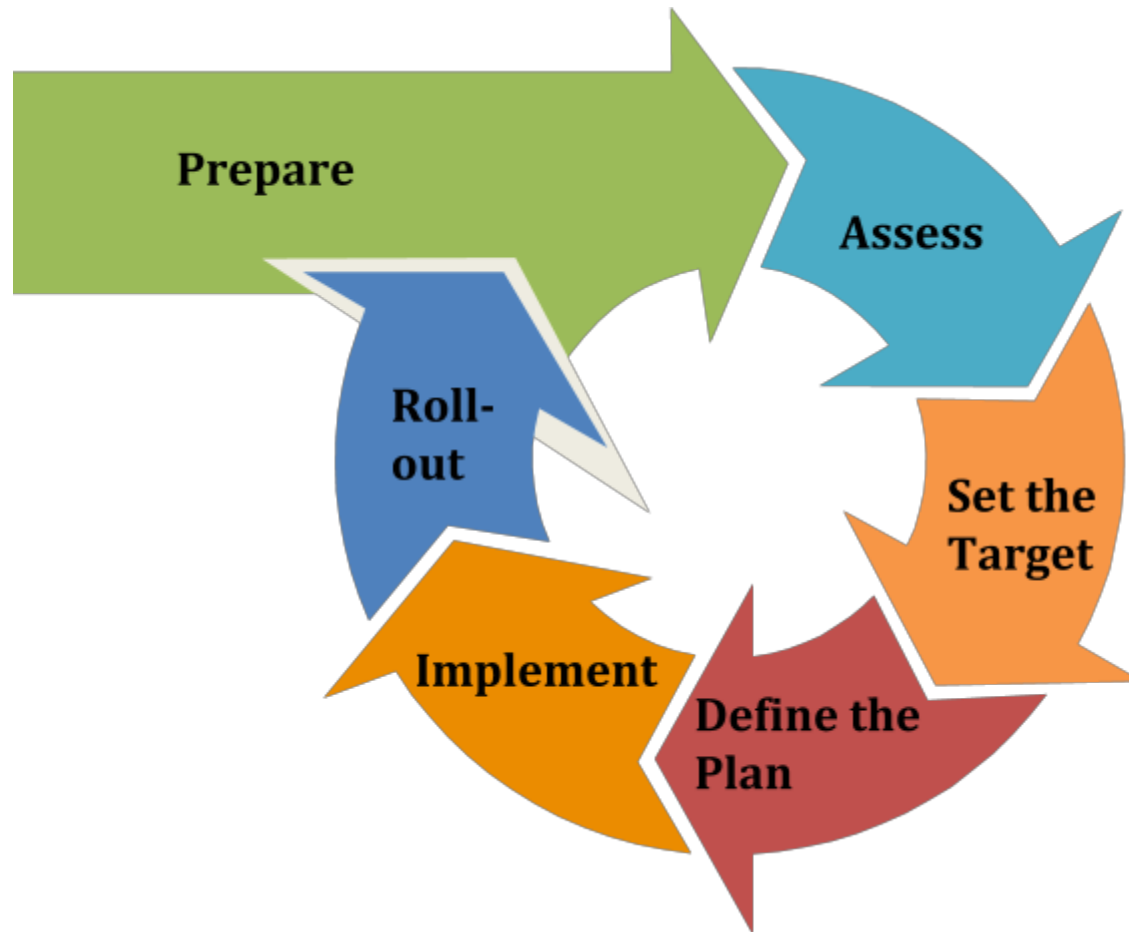 Prepare
Assess
Set the
Target
Define the
Plan
Implement
Roll-
out